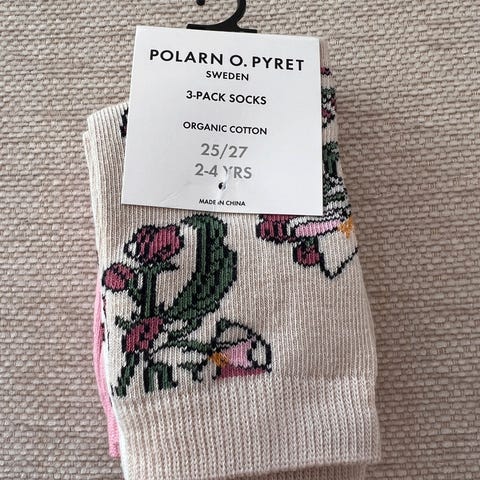 POLARN O. PYRET
SWEDEN
3-PACK SOCKS
ORGANIC COTTON
25/27
2-4 YRS
MADE IN CHINA